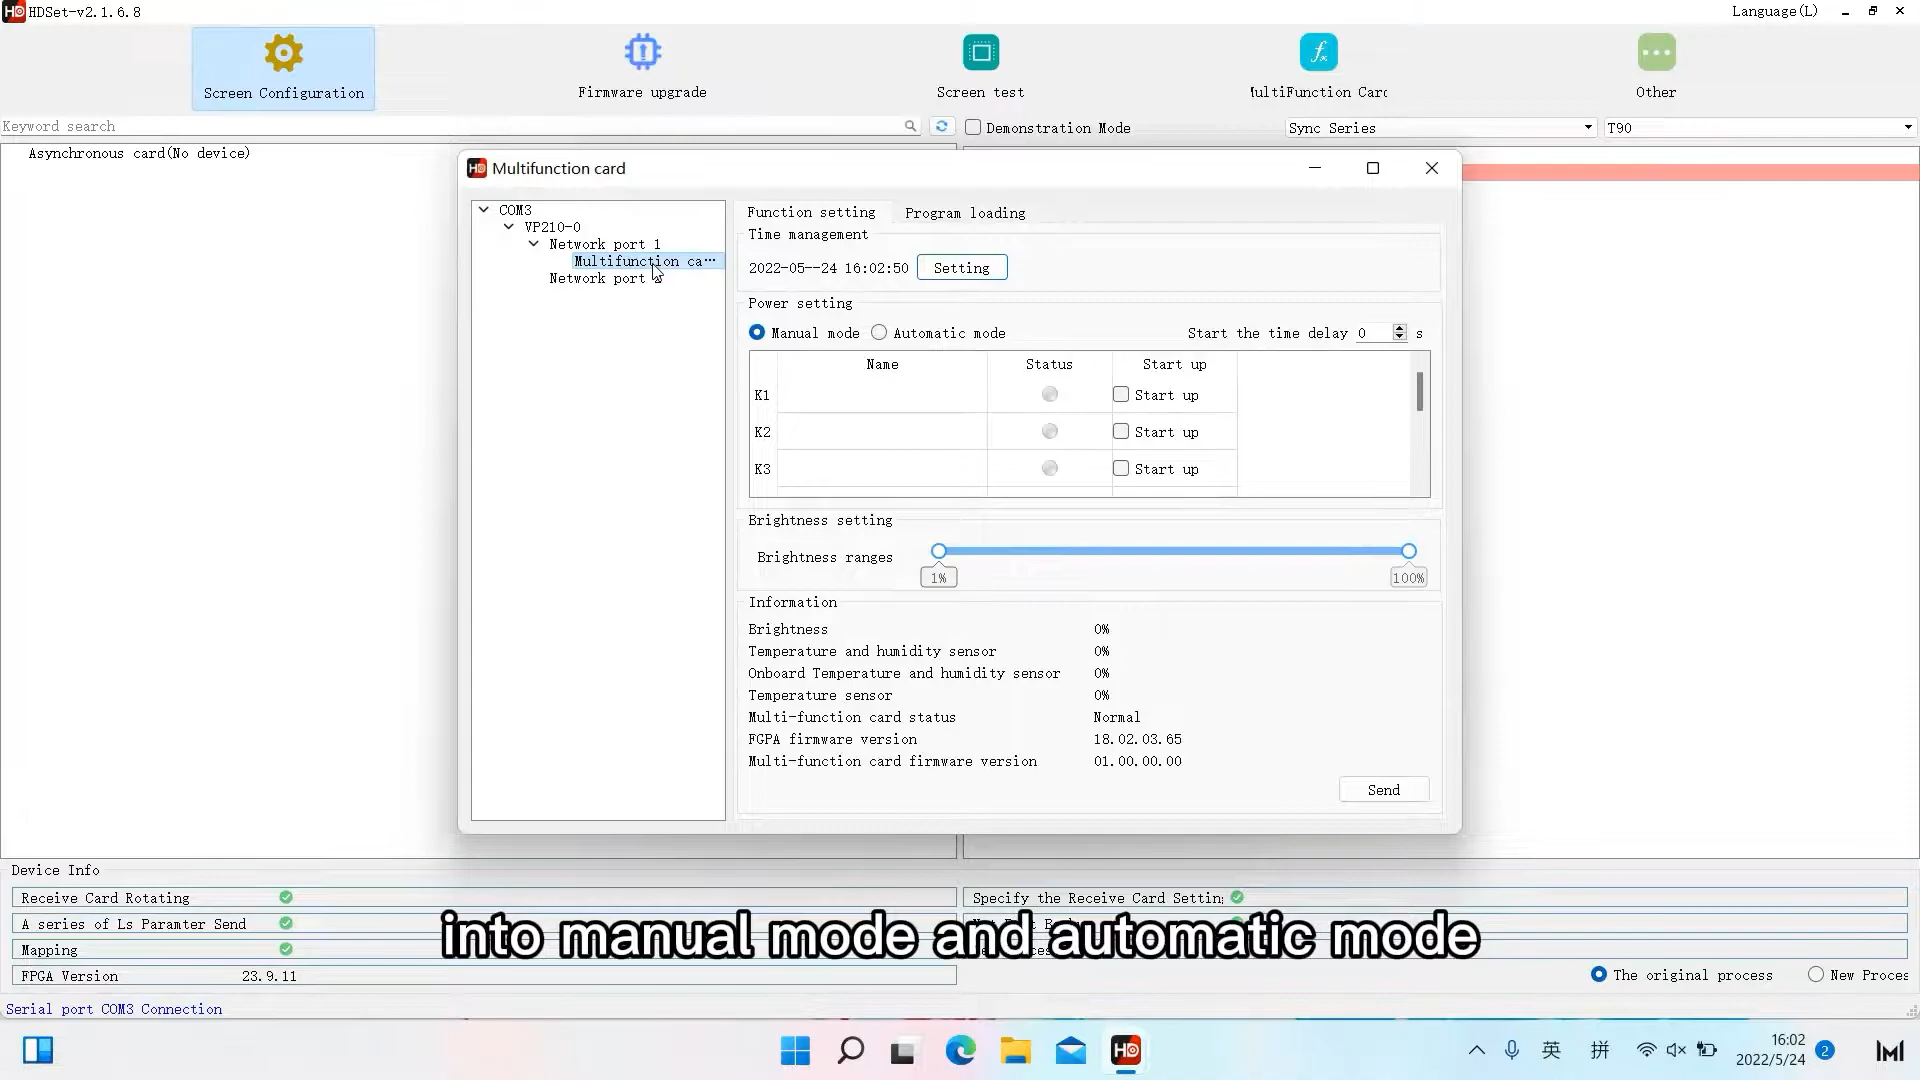 HDSet-v2.1.6.8
Language(L)
Screen Configuration
Firmware upgrade
Screen test
Other
Keyword search
Demonstration Mode
Sync Series
T90
Asynchronous card(No device)
Multifunction card
COM3
VP210-0
Network port 1
Multifunction ca···
Network port
Function setting
Program loading
Time management
2022-05--24 16:02:50
Setting
Power setting
Manual mode
Automatic mode
Start the time delay 0 s
Name Status Start up
K1 Start up
K2 Start up
K3 Start up
Brightness setting
Brightness ranges
1%
100%
Information
Brightness 0%
Temperature and humidity sensor 0%
Onboard Temperature and humidity sensor 0%
Temperature sensor 0%
Multi-function card status Normal
FGPA firmware version 18.02.03.65
Multi-function card firmware version 01.00.00.00
Send
Device Info
Receive Card Rotating
Specify the Receive Card
A series of Ls Paramter Send
Mapping
FPGA Version 23.9.11
The original process
New
into manual mode and automatic mode
Serial port COM3 Connection
英
拼
16:02
2022/5/24
2